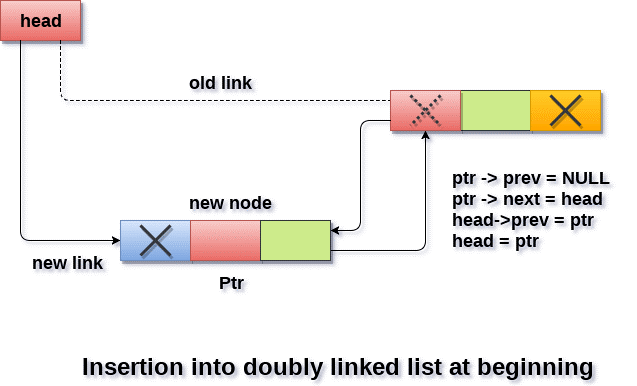 head
old link
ptr -> prev = NULL
ptr -> next = head
head->prev = ptr
head = ptr
new node
new link
Ptr
Insertion into doubly linked list at beginning